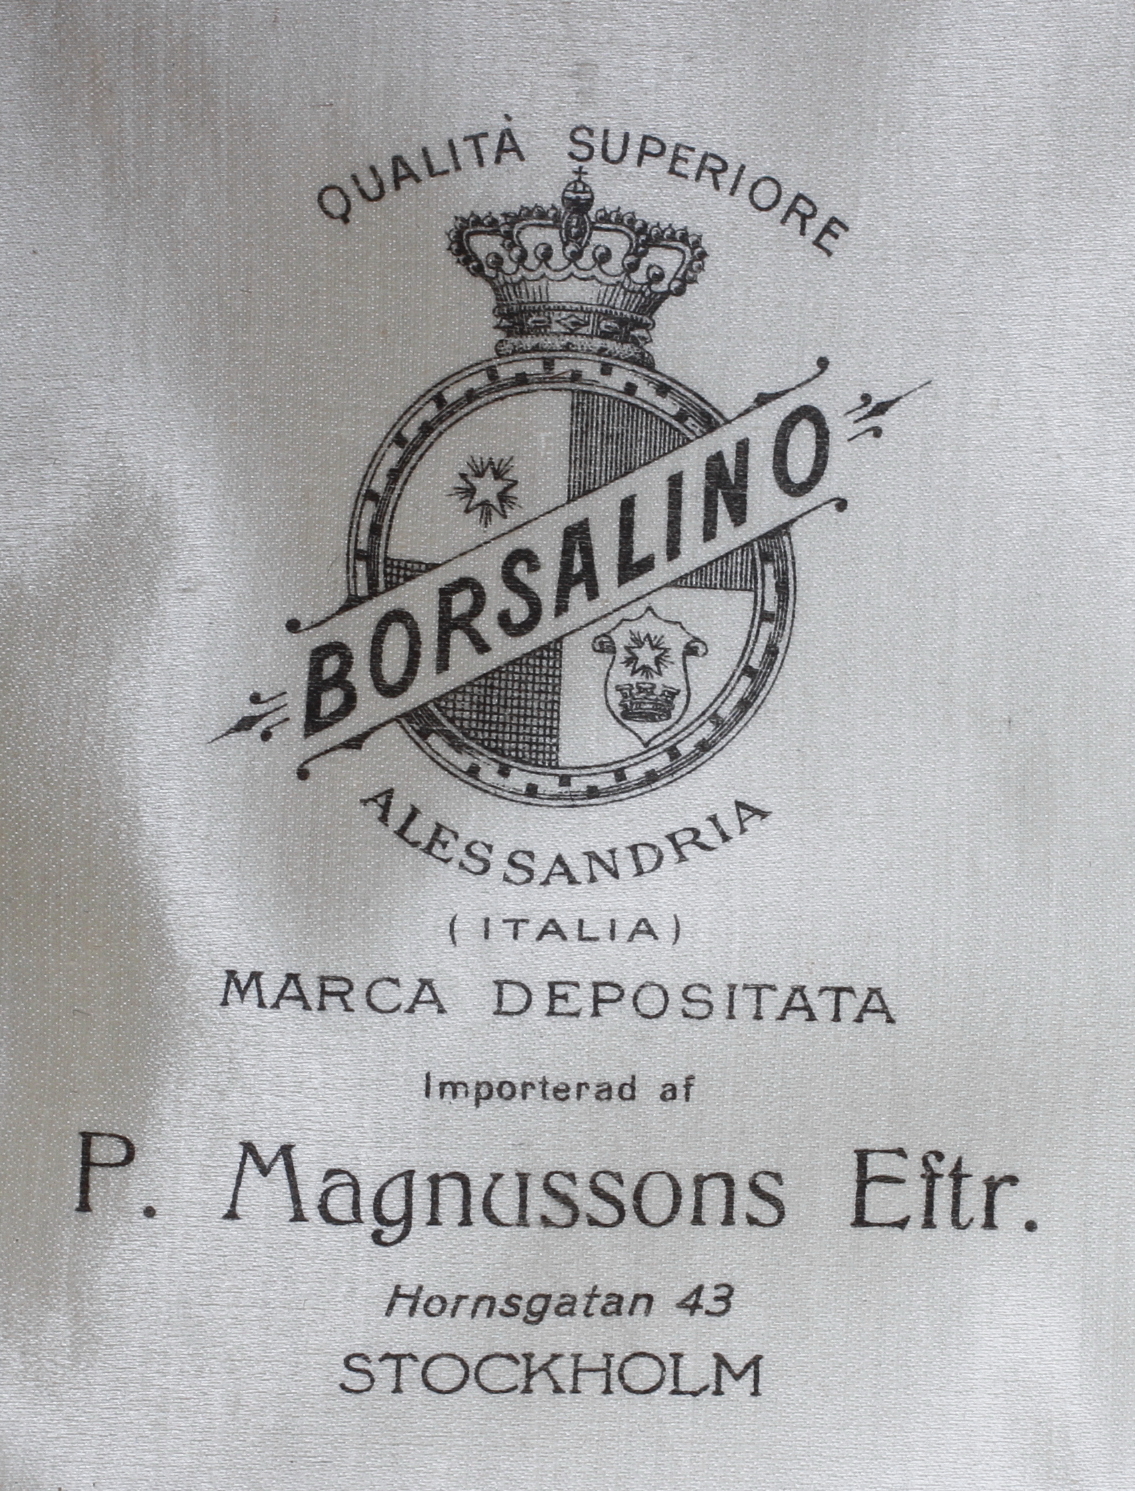 QUALITÀ SUPERIORE
BORSALINO
ALESSANDRIA
(ITALIA)
MARCA DEPOSITATA
Importerad af
P. Magnussons Eftr.
Hornsgatan 43
STOCKHOLM